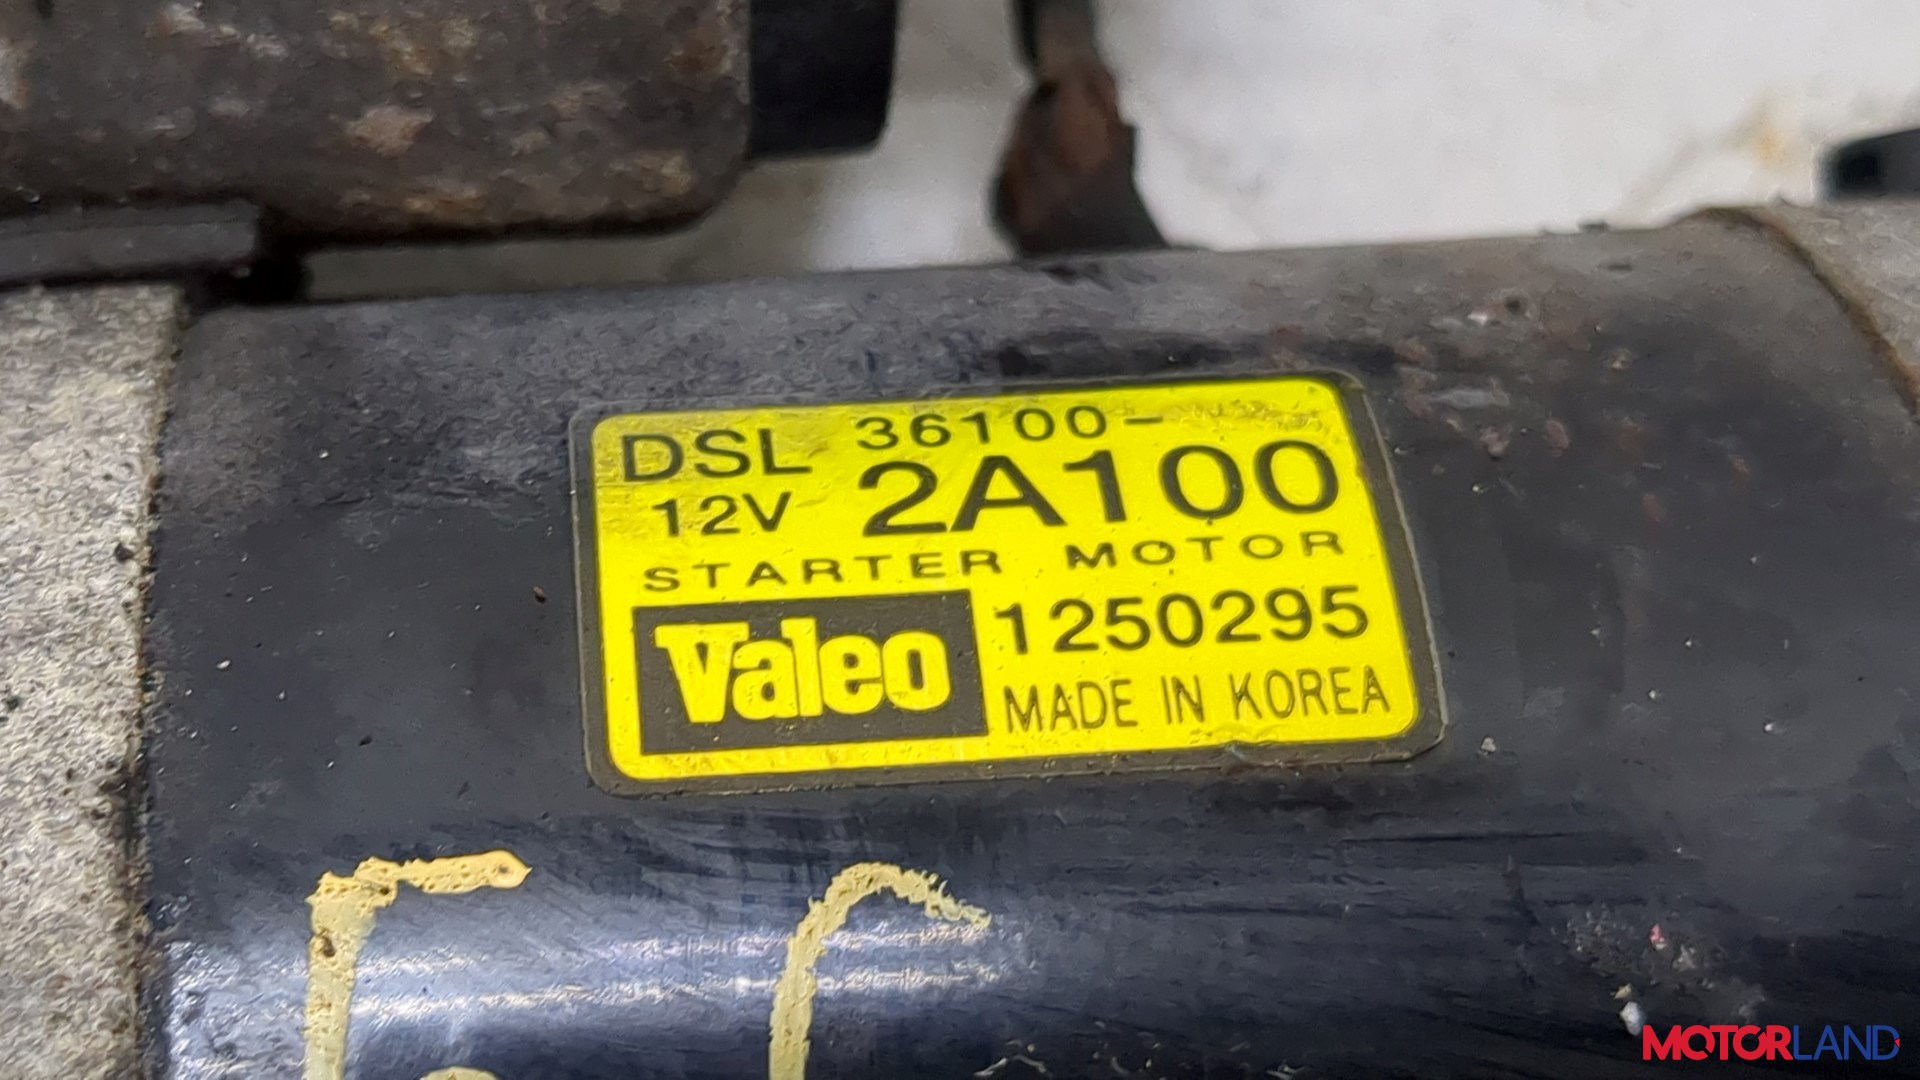 DSL 36100-
12V 2A100
STARTER MOTOR
Valeo 1250295
MADE IN KOREA
MOTORLAND